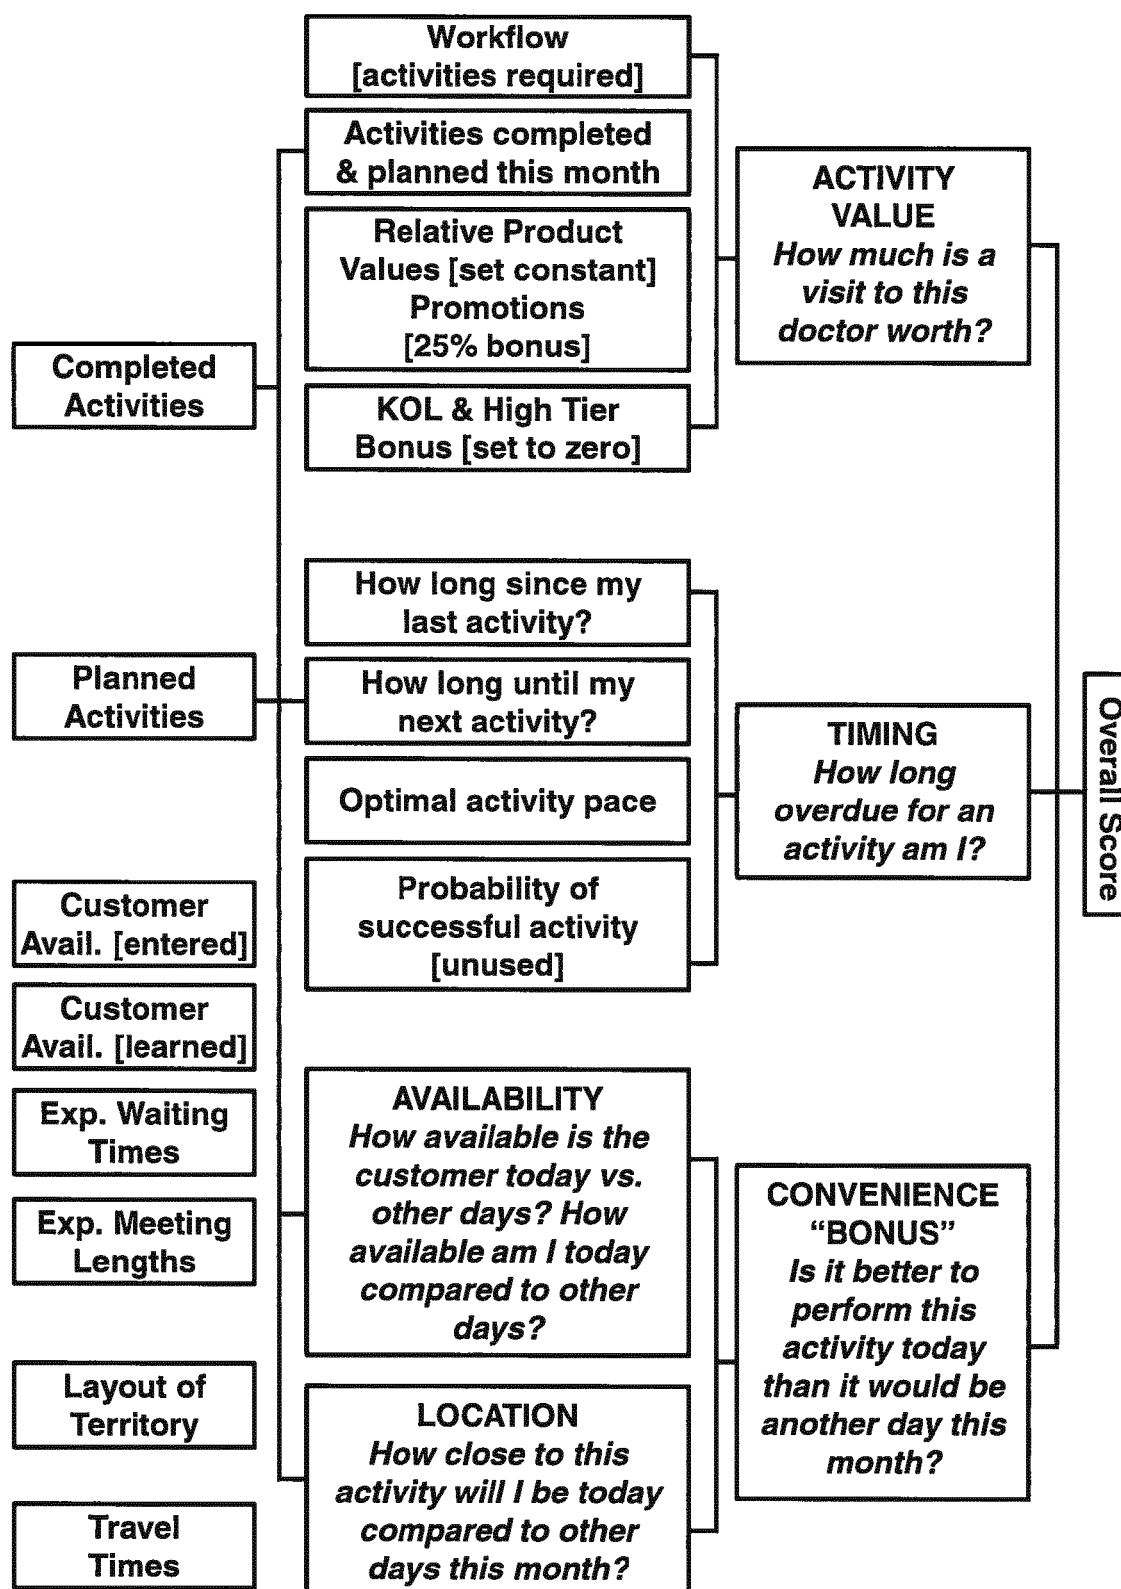 Completed
Activities
Planned
Activities
Customer
Avail. [entered]
Customer
Avail. [learned]
Exp. Waiting
Times
Exp. Meeting
Lengths
Layout of
Territory
Travel
Times
Workflow
[activities required]
Activities completed
& planned this month
Relative Product
Values [set constant]
Promotions
[25% bonus]
KOL & High Tier
Bonus [set to zero]
How long since my
last activity?
How long until my
next activity?
Optimal activity pace
Probability of
successful activity
[unused]
AVAILABILITY
How available is the
customer today vs.
other days? How
available am I today
compared to other
days?
LOCATION
How close to this
activity will I be today
compared to other
days this month?
ACTIVITY
VALUE
How much is a
visit to this
doctor worth?
TIMING
How long
overdue for an
activity am I?
CONVENIENCE
“BONUS”
Is it better to
perform this
activity today
than it would be
another day this
month?
Overall Score